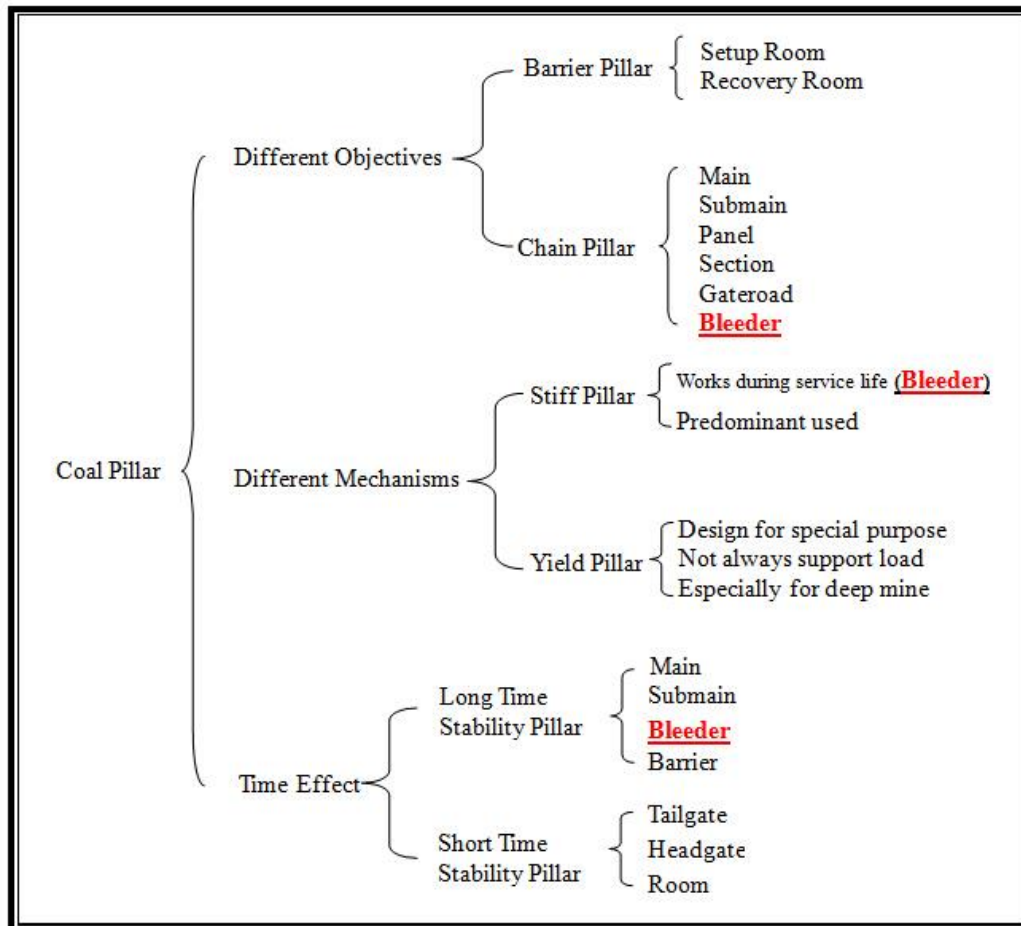 Coal Pillar
Different Objectives
Barrier Pillar
Setup Room
Recovery Room
Chain Pillar
Main
Submain
Panel
Section
Gateroad
Bleeder
Different Mechanisms
Stiff Pillar
Works during service life (Bleeder)
Predominant used
Yield Pillar
Design for special purpose
Not always support load
Especially for deep mine
Time Effect
Long Time
Stability Pillar
Main
Submain
Bleeder
Barrier
Short Time
Stability Pillar
Tailgate
Headgate
Room